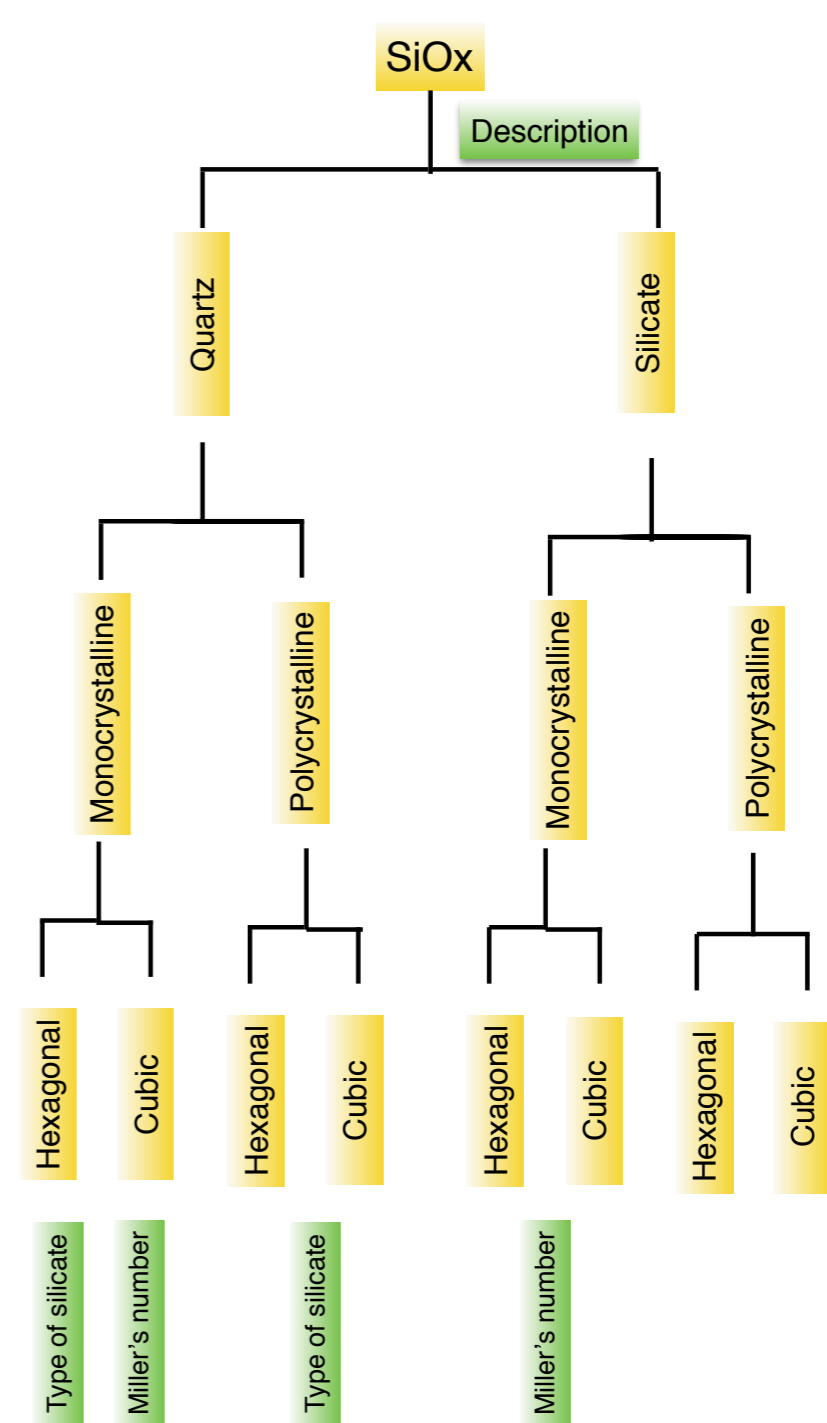 SiOx
Description
Quartz
Silicate
Monocrystalline
Polycrystalline
Monocrystalline
Polycrystalline
Hexagonal
Cubic
Hexagonal
Cubic
Hexagonal
Cubic
Hexagonal
Cubic
Type of silicate
Miller’s number
Type of silicate
Miller’s number